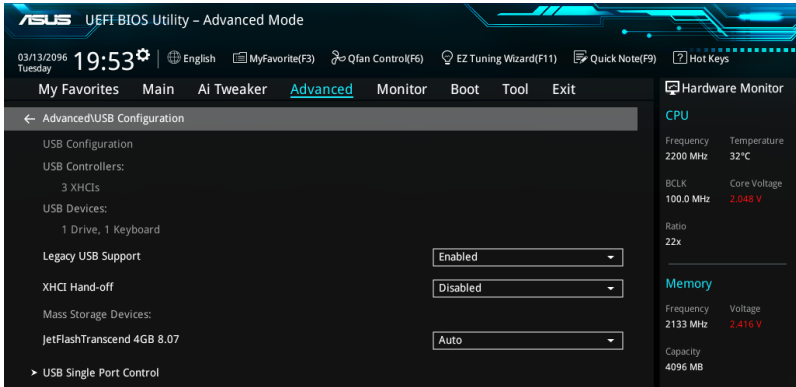 ASUS UEFI BIOS Utility – Advanced Mode
03/13/2096
Tuesday
19:53
English MyFavorite(F3) Qfan Control(F6) EZ Tuning Wizard(F11) Quick Note(F9) ? Hot Keys
My Favorites Main Ai Tweaker Advanced Monitor Boot Tool Exit
← Advanced\USB Configuration
USB Configuration
USB Controllers:
3 XHCIs
USB Devices:
1 Drive, 1 Keyboard
Legacy USB Support Enabled
XHCI Hand-off Disabled
Mass Storage Devices:
JetFlashTranscend 4GB 8.07 Auto
> USB Single Port Control
Hardware Monitor
CPU
Frequency Temperature
2200 MHz 32°C
BCLK Core Voltage
100.0 MHz 2.048 V
Ratio
22x
Memory
Frequency Voltage
2133 MHz 2.416 V
Capacity
4096 MB